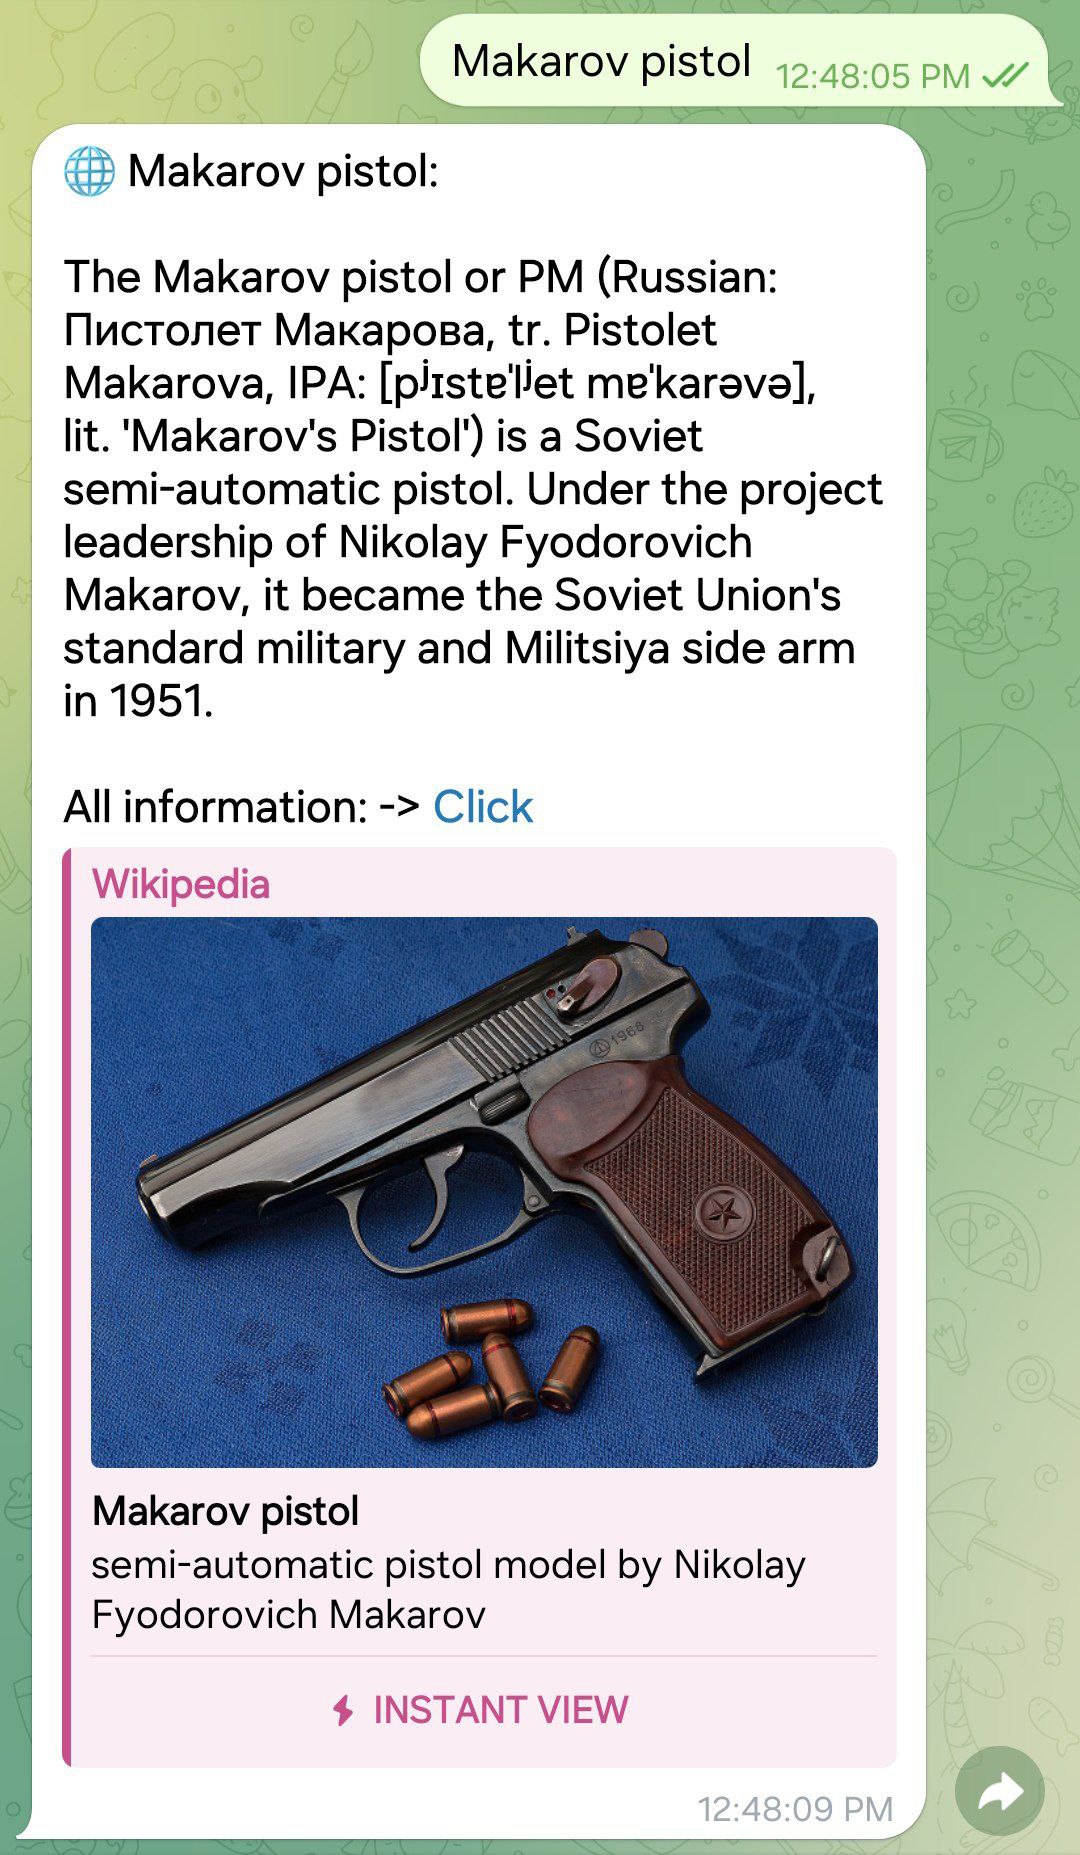 Makarov pistol
12:48:05 PM
Makarov pistol:
The Makarov pistol or PM (Russian:
Пистолет Макарова, tr. Pistolet
Makarova, IPA: [pʲɪstɐˈlʲet mɐˈkarəvə],
lit. 'Makarov's Pistol') is a Soviet
semi-automatic pistol. Under the project
leadership of Nikolay Fyodorovich
Makarov, it became the Soviet Union's
standard military and Militsiya side arm
in 1951.
All information: -> Click
Wikipedia
1968
Makarov pistol
semi-automatic pistol model by Nikolay
Fyodorovich Makarov
INSTANT VIEW
12:48:09 PM